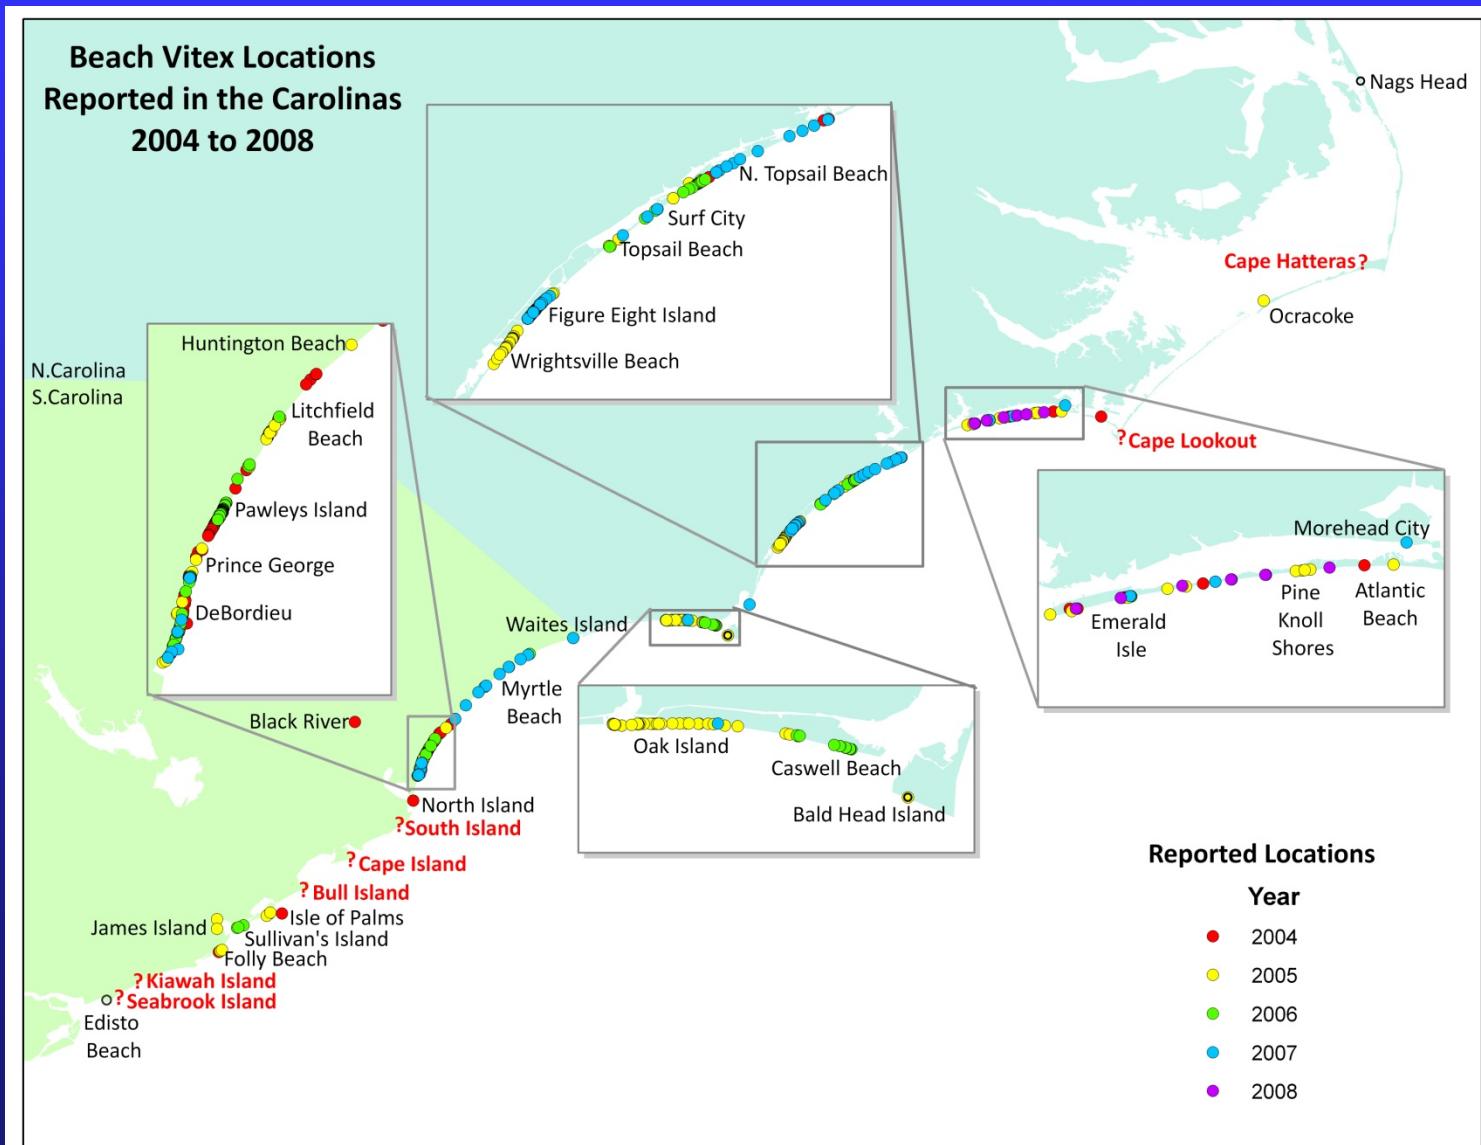 Beach Vitex Locations
Reported in the Carolinas
2004 to 2008
Nags Head
N. Topsail Beach
Surf City
Topsail Beach
Figure Eight Island
Wrightsville Beach
Cape Hatteras?
Ocracoke
Huntington Beach
N.Carolina
S.Carolina
Litchfield
Beach
Pawleys Island
Prince George
DeBordieu
?Cape Lookout
Morehead City
Atlantic
Beach
Pine
Knoll
Shores
Emerald
Isle
Waites Island
Myrtle
Beach
Black River
Oak Island
Caswell Beach
Bald Head Island
North Island
?South Island
?Cape Island
?Bull Island
Isle of Palms
James Island
Sullivan's Island
Folly Beach
?Kiawah Island
?Seabrook Island
Edisto
Beach
Reported Locations
Year
2004
2005
2006
2007
2008